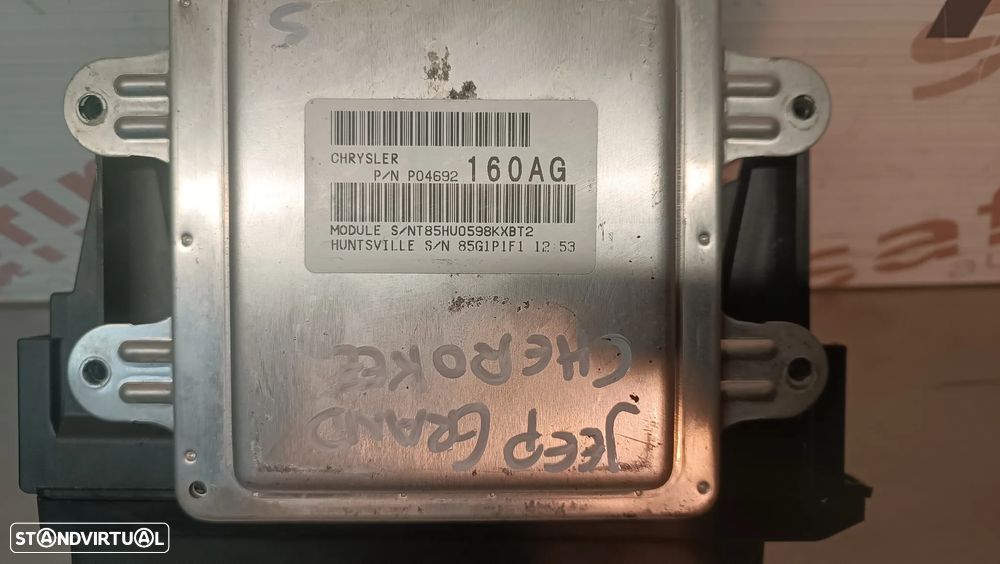 S
CHRYSLER
P/N P04692 160AG
MODULE S/NT85HU0598KXBT2
HUNTSVILLE S/N 85G1P1F1 12:53
JEEP GRAND
CHEROKEE
STANDVIRTUAL